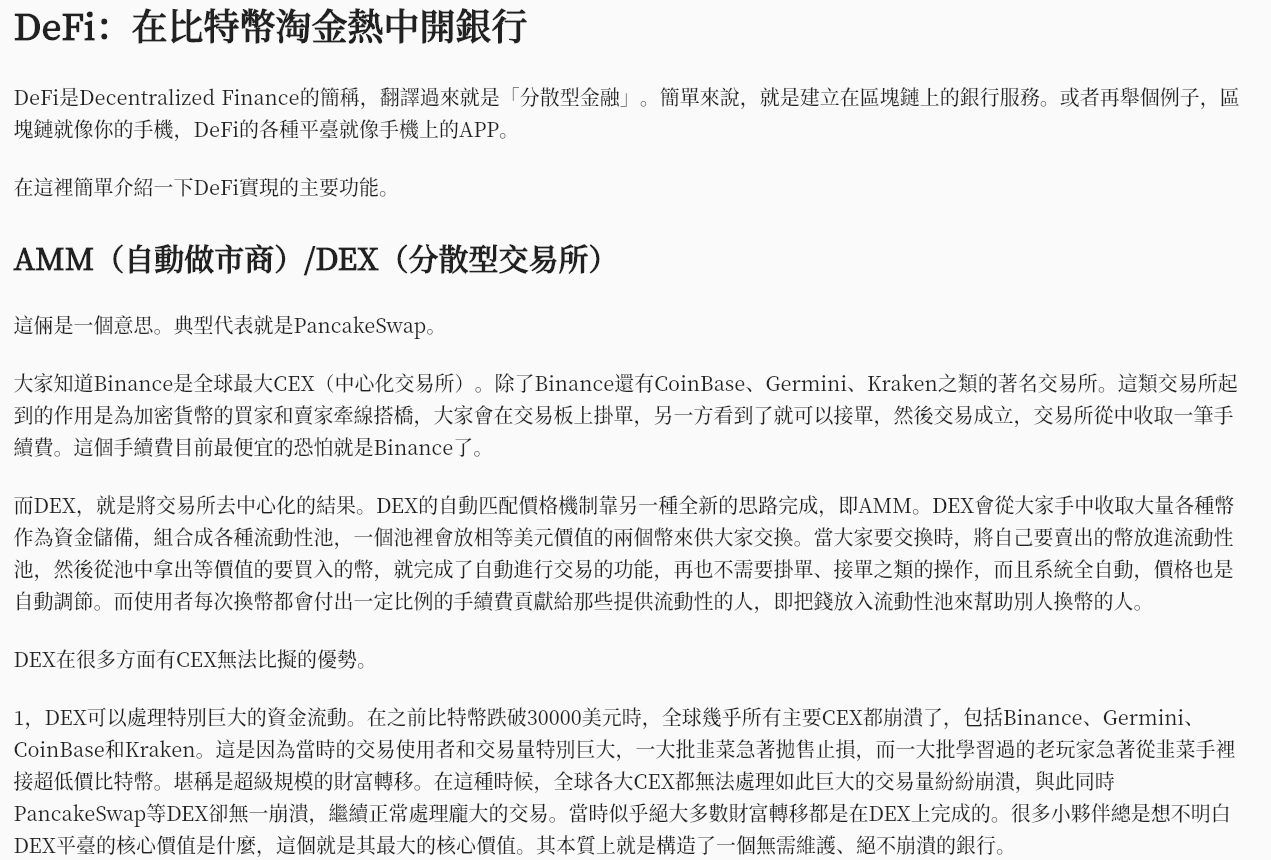 DeFi：在比特幣淘金熱中開銀行
DeFi是Decentralized Finance的簡稱，翻譯過來就是「分散型金融」。簡單來說，就是建立在區塊鏈上的銀行服務。或者再舉個例子，區
塊鏈就像你的手機，DeFi的各種平臺就像手機上的APP。
在這裡簡單介紹一下DeFi實現的主要功能。
AMM（自動做市商）/DEX（分散型交易所）
這倆是一個意思。典型代表就是PancakeSwap。
大家知道Binance是全球最大CEX（中心化交易所）。除了Binance還有CoinBase、Germini、Kraken之類的著名交易所。這類交易所起
到的作用是為加密貨幣的買家和賣家牽線搭橋，大家會在交易板上掛單，另一方看到了就可以接單，然後交易成立，交易所從中收取一筆手
續費。這個手續費目前最便宜的恐怕就是Binance了。
而DEX，就是將交易所去中心化的結果。DEX的自動匹配價格機制靠另一種全新的思路完成，即AMM。DEX會從大家手中收取大量各種幣
作為資金儲備，組合成各種流動性池，一個池裡會放相等美元價值的兩個幣來供大家交換。當大家要交換時，將自己要賣出的幣放進流動性
池，然後從池中拿出等價值的要買入的幣，就完成了自動進行交易的功能，再也不需要掛單、接單之類的操作，而且系統全自動，價格也是
自動調節。而使用者每次換幣都會付出一定比例的手續費貢獻給那些提供流動性的人，即把錢放入流動性池來幫助別人換幣的人。
DEX在很多方面有CEX無法比擬的優勢。
1，DEX可以處理特別巨大的資金流動。在之前比特幣跌破30000美元時，全球幾乎所有主要CEX都崩潰了，包括Binance、Germini、
CoinBase和Kraken。這是因為當時的交易使用者和交易量特別巨大，一大批韭菜急著拋售止損，而一大批學習過的老玩家急著從韭菜手裡
接超低價比特幣。堪稱是超級規模的財富轉移。在這種時候，全球各大CEX都無法處理如此巨大的交易量紛紛崩潰，與此同時
PancakeSwap等DEX卻無一崩潰，繼續正常處理龐大的交易。當時似乎絕大多數財富轉移都是在DEX上完成的。很多小夥伴總是想不明白
DEX平臺的核心價值是什麼，這個就是其最大的核心價值。其本質上就是構造了一個無需維護、絕不崩潰的銀行。